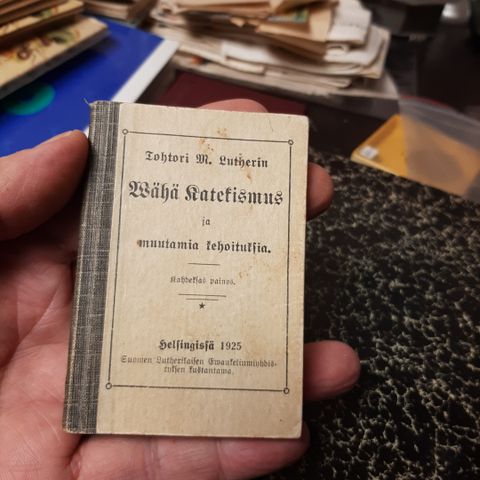 Tohtori M. Lutherin
Wähä Katekismus
ja
muutamia kehoituksia.
Kahdeksas painos.
Helsingissä 1925
Suomen Lutherilaisen Ewankeliumiyhdis-
tyksen kustantama.